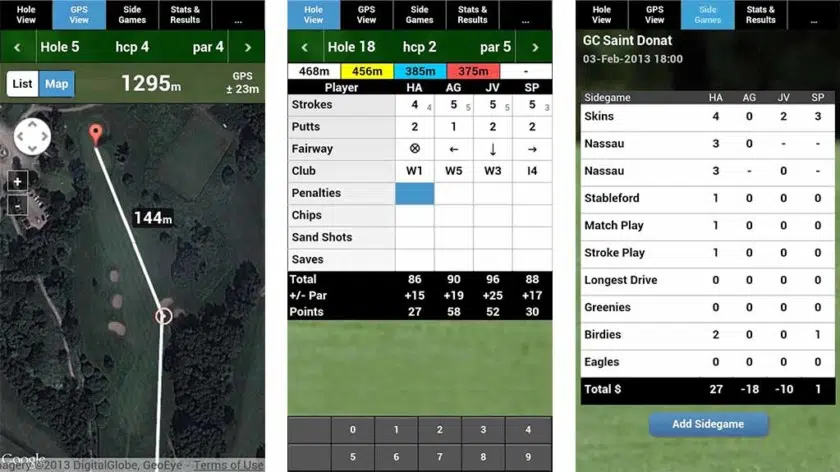 Hole View GPS View Side Games Stats & Results ...
< Hole 5 hcp 4 par 4 >
List Map 1295m GPS ± 23m
+
-
144m
Google
agery ©2013 DigitalGlobe, GeoEye - Terms of Use
Hole View GPS View Side Games Stats & Results ...
< Hole 18 hcp 2 par 5 >
468m 456m 385m 375m -
Player HA AG JV SP
Strokes 4 4 5 5 5 5 5 3
Putts 2 1 2 2
Fairway ⊗ ← ↓ →
Club W1 W5 W3 I4
Penalties
Chips
Sand Shots
Saves
Total 86 90 96 88
+/- Par +15 +19 +25 +17
Points 27 58 52 30
0 1 2 3 4
5 6 7 8 9
Hole View GPS View Side Games Stats & Results ...
GC Saint Donat
03-Feb-2013 18:00
Sidegame HA AG JV SP
Skins 4 0 2 3
Nassau 3 0 - -
Nassau 3 - 0 -
Stableford 1 0 0 0
Match Play 1 0 0 0
Stroke Play 1 0 0 0
Longest Drive 0 0 0 0
Greenies 0 0 0 0
Birdies 2 0 0 1
Eagles 0 0 0 0
Total $ 27 -18 -10 1
Add Sidegame